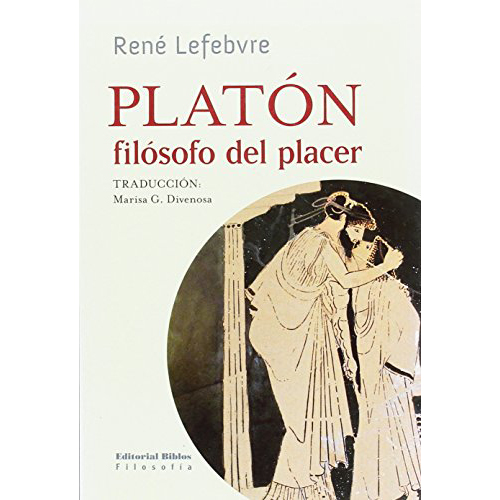 René Lefebvre
PLATÓN
filósofo del placer
TRADUCCIÓN:
Marisa G. Divenosa
Editorial Biblos
Filosofía